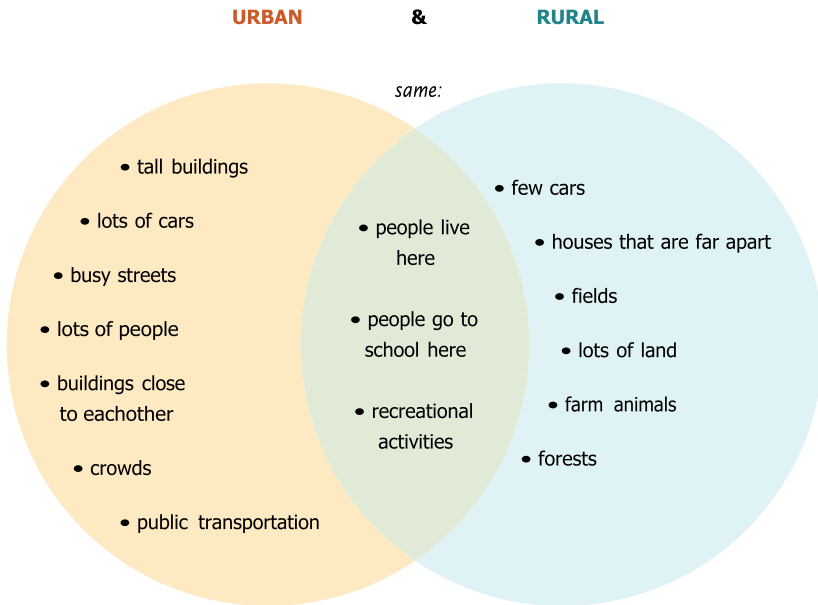 URBAN & RURAL
same:
• tall buildings
• lots of cars
• busy streets
• lots of people
• buildings close
to eachother
• crowds
• public transportation
• people live
here
• people go to
school here
• recreational
activities
• few cars
• houses that are far apart
• fields
• lots of land
• farm animals
• forests